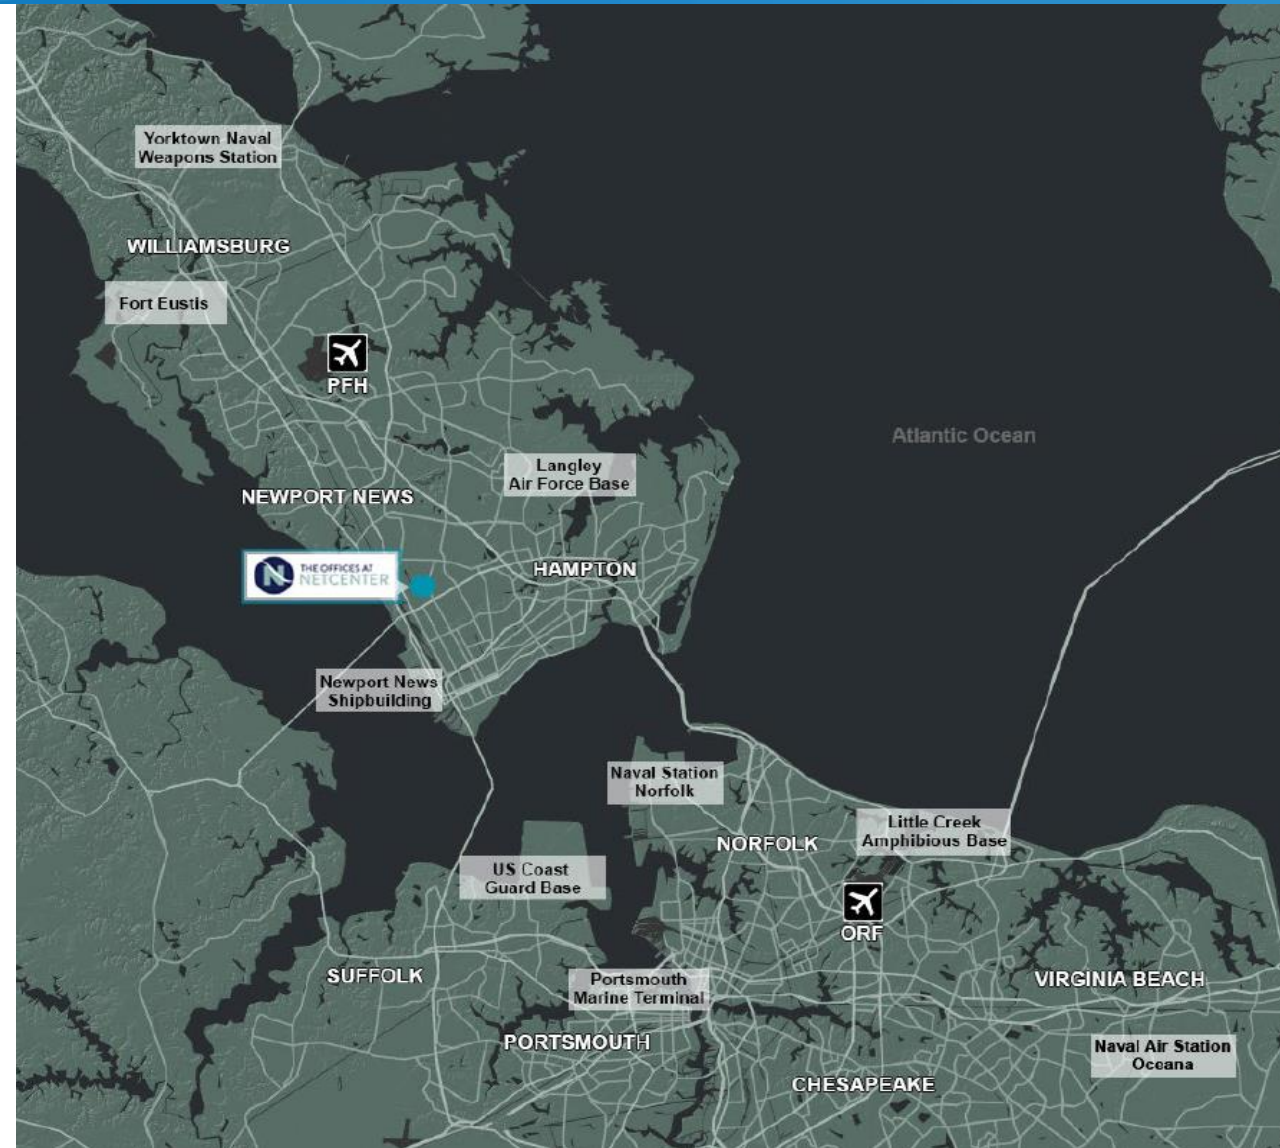 Yorktown Naval
Weapons Station
WILLIAMSBURG
Fort Eustis
PFH
Atlantic Ocean
Langley
Air Force Base
NEWPORT NEWS
THE OFFICES AT
NETCENTER
HAMPTON
Newport News
Shipbuilding
Naval Station
Norfolk
Little Creek
Amphibious Base
NORFOLK
US Coast
Guard Base
ORF
SUFFOLK
Portsmouth
Marine Terminal
VIRGINIA BEACH
PORTSMOUTH
Naval Air Station
Oceana
CHESAPEAKE